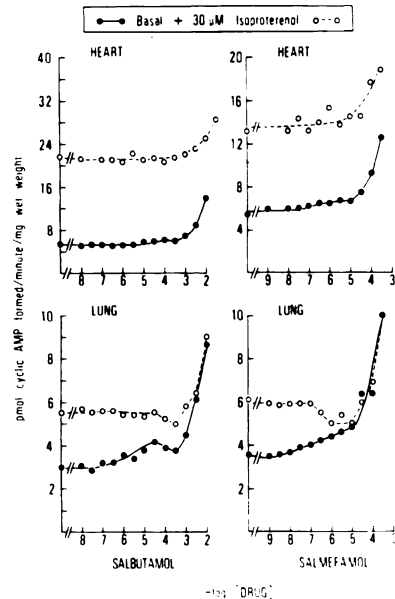 Basal + 30 µM Isoproterenol
HEART HEART
40 20
32 16
24 12
16 8
8 4
8 7 6 5 4 3 2 9 8 7 6 5 4 3
pmol cyclic AMP formed/minute/mg wet weight
LUNG LUNG
10 10
8 8
6 6
4 4
2 2
8 7 6 5 4 3 2 9 8 7 6 5 4 3
SALBUTAMOL SALMEFAMOL
-log [DRUG]